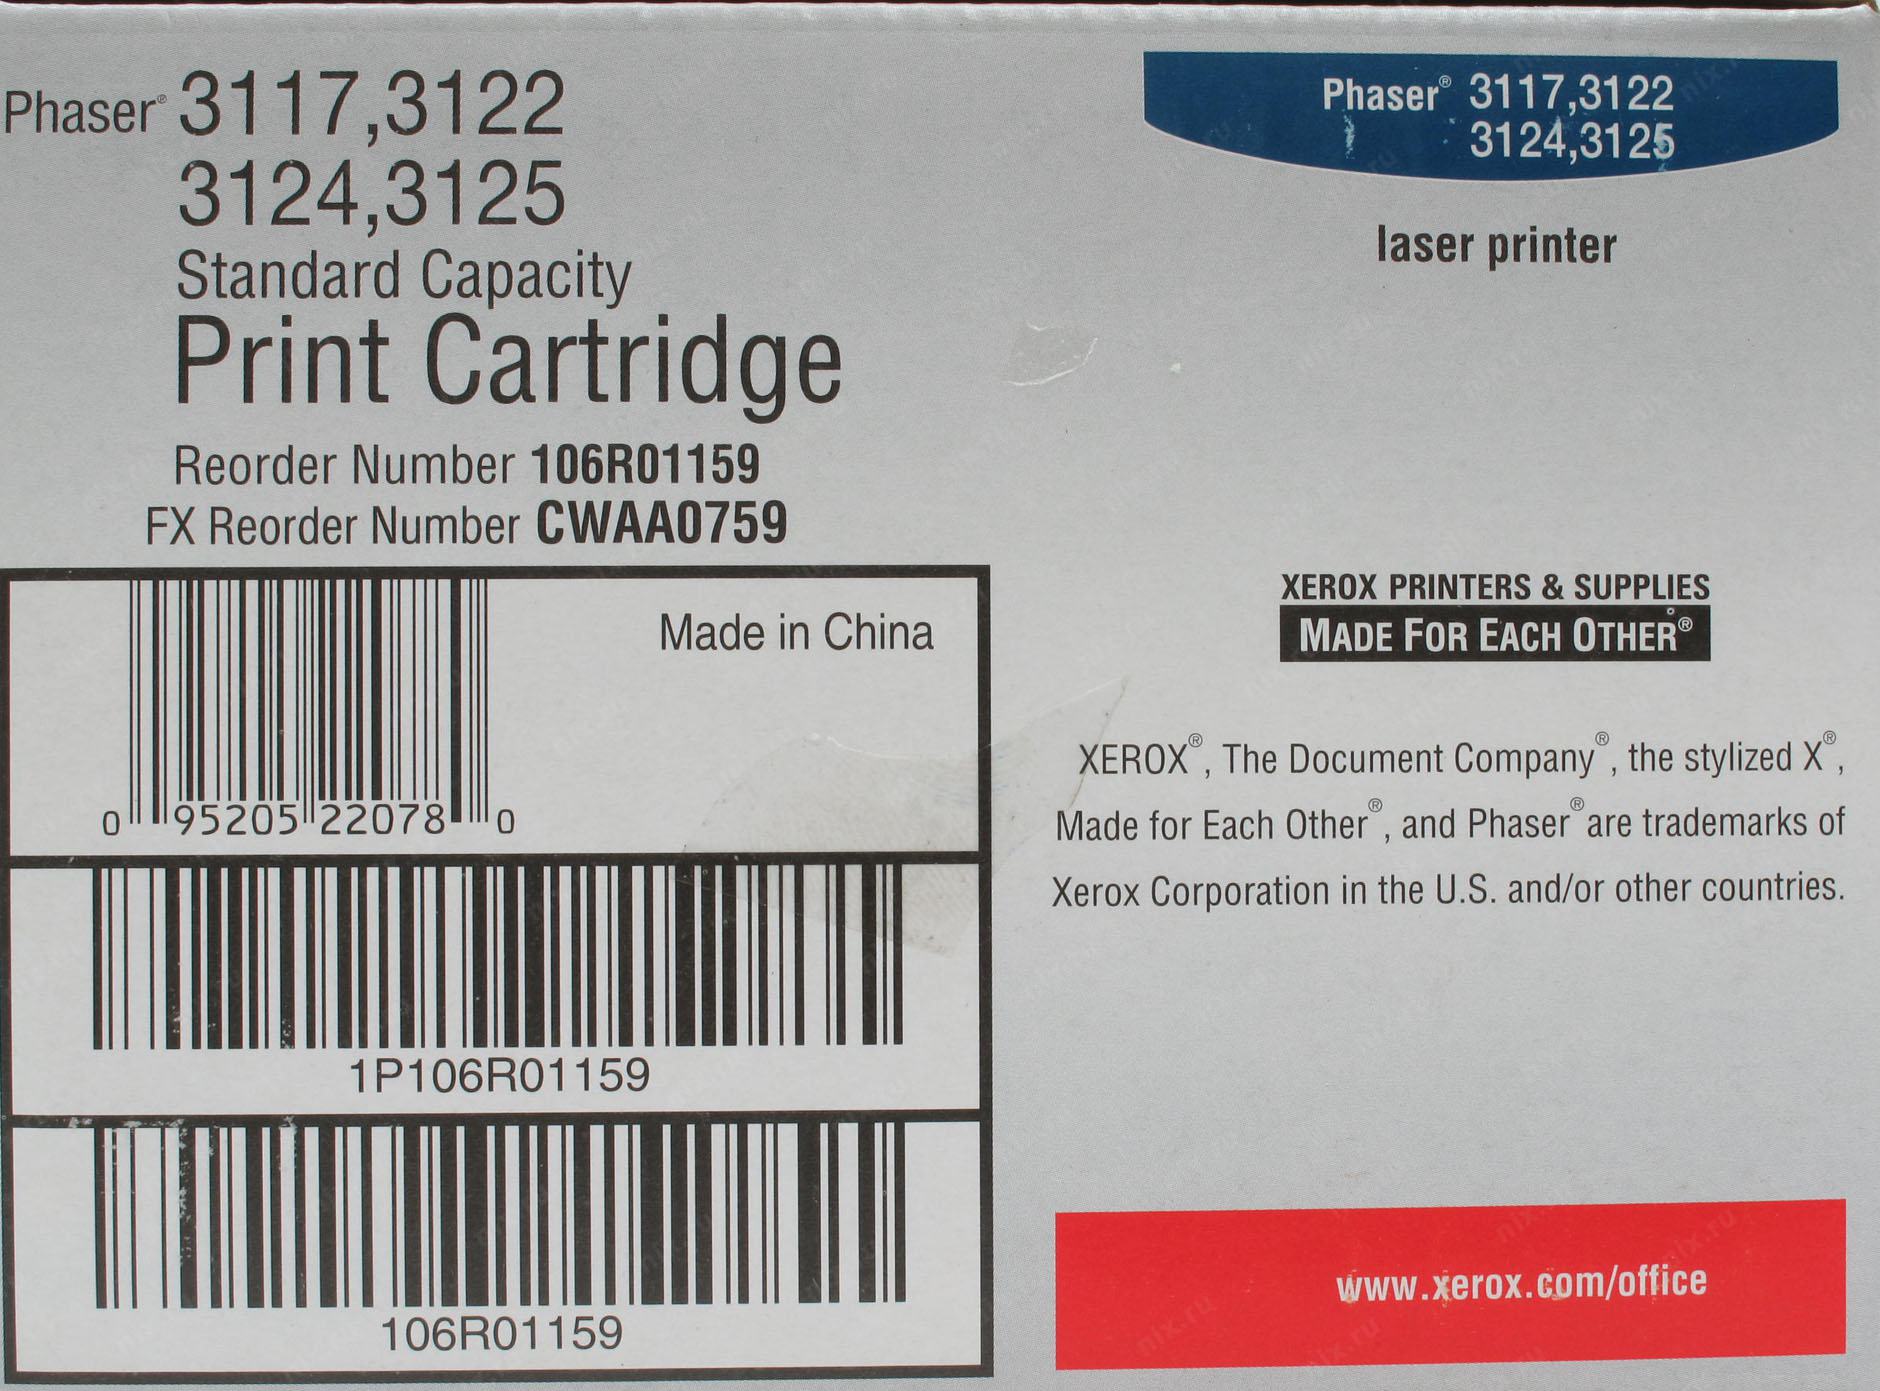 Phaser® 3117,3122
3124,3125
Standard Capacity
Print Cartridge
Reorder Number 106R01159
FX Reorder Number CWAA0759
Made in China
0 95205 22078 0
1P106R01159
106R01159
Phaser® 3117,3122
3124,3125
laser printer
XEROX PRINTERS & SUPPLIES
MADE FOR EACH OTHER®
XEROX®, The Document Company®, the stylized X®,
Made for Each Other®, and Phaser® are trademarks of
Xerox Corporation in the U.S. and/or other countries.
www.xerox.com/office
nix.ru